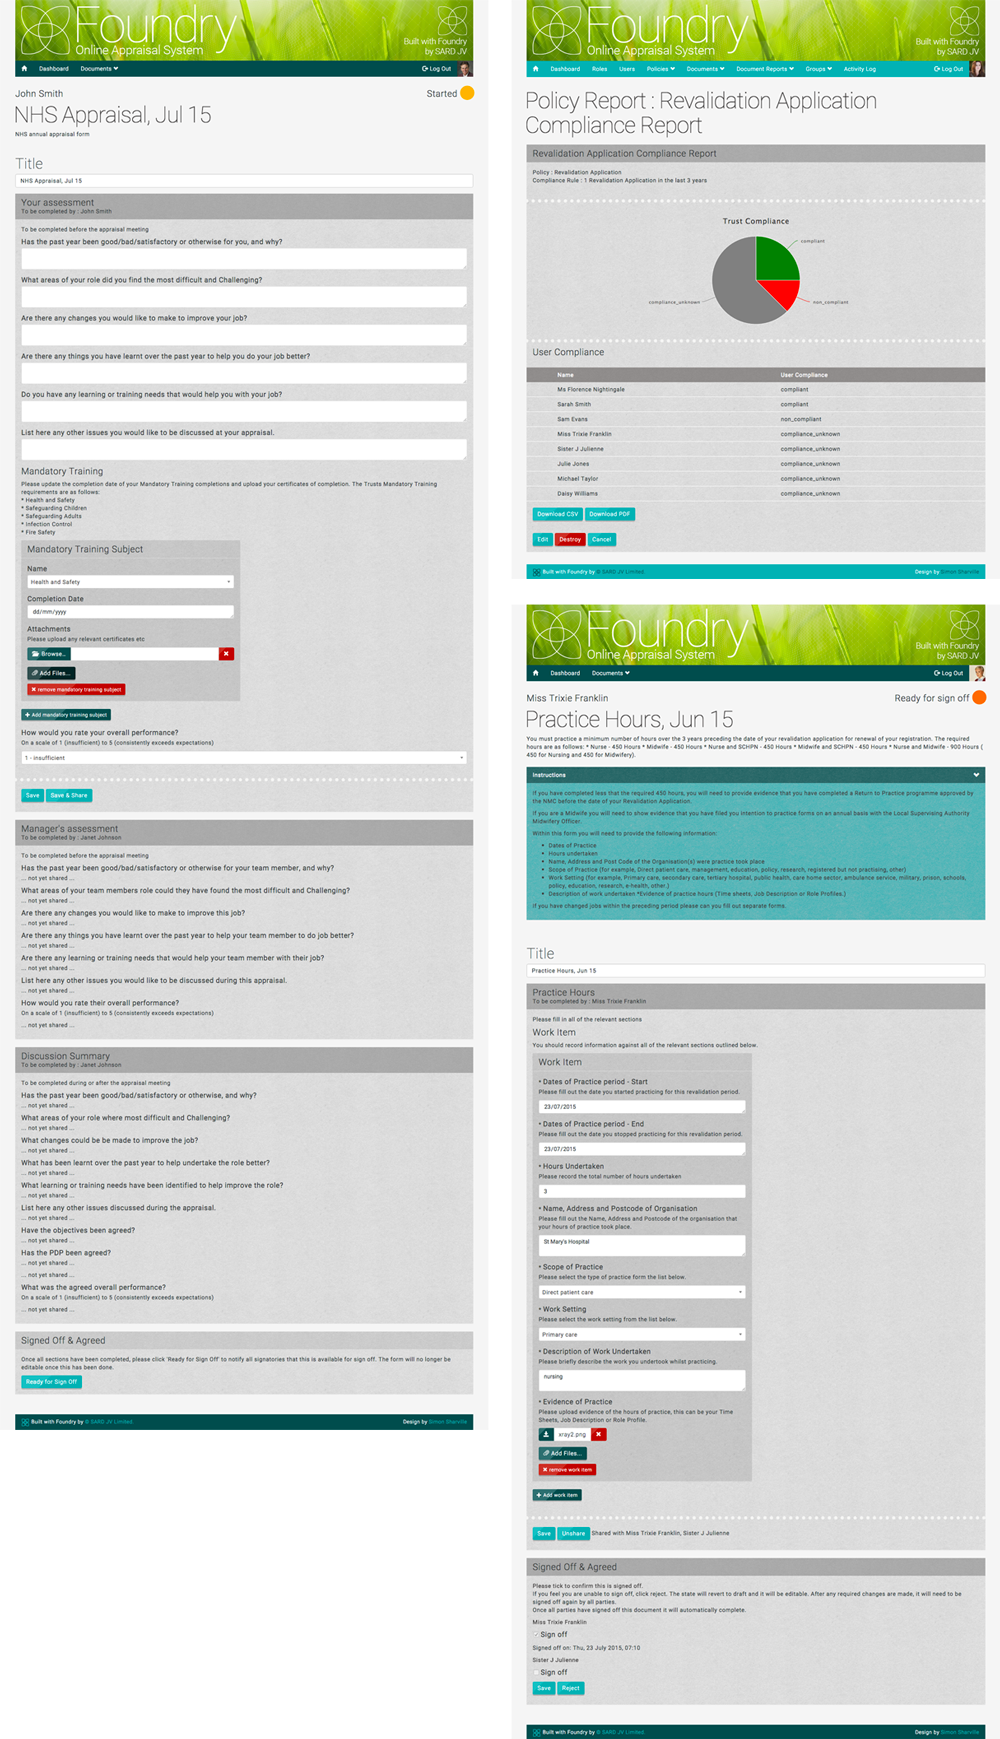 Foundry
Online Appraisal System
Built with Foundry
by SARD JV
Dashboard Documents Log Out
John Smith
Started
NHS Appraisal, Jul 15
NHS annual appraisal form
Title
NHS Appraisal, Jul 15
Your assessment
To be completed by : John Smith
To be completed before the appraisal meeting
Has the past year been good/bad/satisfactory or otherwise for you, and why?
What areas of your role did you find the most difficult and Challenging?
Are there any changes you would like to make to improve your job?
Are there any things you have learnt over the past year to help you do your job better?
Do you have any learning or training needs that would help you with your job?
List here any other issues you would like to be discussed at your appraisal.
Mandatory Training
Please update the completion date of your Mandatory Training completions and upload your certificates of completion. The Trusts Mandatory Training
requirements are as follows:
* Health and Safety
* Safeguarding Children
* Safeguarding Adults
* Infection Control
* Fire Safety
Mandatory Training Subject
Name
Health and Safety
Completion Date
dd/mm/yyyy
Attachments
Please upload any relevant certificates etc
Browse...
Add Files...
remove mandatory training subject
Add mandatory training subject
How would you rate your overall performance?
On a scale of 1 (insufficient) to 5 (consistently exceeds expectations)
1 - insufficient
Save Save & Share
Manager's assessment
To be completed by : Janet Johnson
To be completed before the appraisal meeting
Has the past year been good/bad/satisfactory or otherwise for your team member, and why?
... not yet shared ...
What areas of your team members role could they have found the most difficult and Challenging?
... not yet shared ...
Are there any changes you would like to make to improve this job?
... not yet shared ...
Are there any things you have learnt over the past year to help your team member to do job better?
... not yet shared ...
Are there any learning or training needs that would help your team member with their job?
... not yet shared ...
List here any other issues you would like to be discussed during this appraisal.
... not yet shared ...
How would you rate their overall performance?
On a scale of 1 (insufficient) to 5 (consistently exceeds expectations)
... not yet shared ...
Discussion Summary
To be completed by : Janet Johnson
To be completed during or after the appraisal meeting
Has the past year been good/bad/satisfactory or otherwise, and why?
... not yet shared ...
What areas of your role where most difficult and Challenging?
... not yet shared ...
What changes could be be made to improve the job?
... not yet shared ...
What has been learnt over the past year to help undertake the role better?
... not yet shared ...
What learning or training needs have been identified to help improve the role?
... not yet shared ...
List here any other issues discussed during the appraisal.
... not yet shared ...
Have the objectives been agreed?
... not yet shared ...
Has the PDP been agreed?
... not yet shared ...
... not yet shared ...
What was the agreed overall performance?
On a scale of 1 (insufficient) to 5 (consistently exceeds expectations)
... not yet shared ...
Signed Off & Agreed
Once all sections have been completed, please click 'Ready for Sign Off' to notify all signatories that this is available for sign off. The form will no longer be
editable once this has been done.
Ready for Sign Off
Built with Foundry by © SARD JV Limited. Design by Simon Sharville
Foundry
Online Appraisal System
Built with Foundry
by SARD JV
Dashboard Roles Users Policies Documents Document Reports Groups Activity Log Log Out
Policy Report : Revalidation Application
Compliance Report
Revalidation Application Compliance Report
Policy : Revalidation Application
Compliance Rule : 1 Revalidation Application in the last 3 years
Trust Compliance
compliant
compliance_unknown
non_compliant
User Compliance
Name User Compliance
Ms Florence Nightingale compliant
Sarah Smith compliant
Sam Evans non_compliant
Miss Trixie Franklin compliance_unknown
Sister J Julienne compliance_unknown
Julie Jones compliance_unknown
Michael Taylor compliance_unknown
Daisy Williams compliance_unknown
Download CSV Download PDF
Edit Destroy Cancel
Built with Foundry by © SARD JV Limited. Design by Simon Sharville
Foundry
Online Appraisal System
Built with Foundry
by SARD JV
Dashboard Documents Log Out
Miss Trixie Franklin
Ready for sign off
Practice Hours, Jun 15
You must practice a minimum number of hours over the 3 years preceding the date of your revalidation application for renewal of your registration. The required
hours are as follows: * Nurse - 450 Hours * Midwife - 450 Hours * Nurse and SCHPN - 450 Hours * Midwife and SCHPN - 450 Hours * Nurse and Midwife - 900 Hours (
450 for Nursing and 450 for Midwifery).
Instructions
If you have completed less that the required 450 hours, you will need to provide evidence that you have completed a Return to Practice programme approved by
the NMC before the date of your Revalidation Application.
If you are a Midwife you will need to show evidence that you have filed you intention to practice forms on an annual basis with the Local Supervising Authority
Midwifery Officer.
Within this form you will need to provide the following information:
• Dates of Practice
• Hours undertaken
• Name, Address and Post Code of the Organisation(s) were practice took place
• Scope of Practice (for example, Direct patient care, management, education, policy, research, registered but not practising, other)
• Work Setting (for example, Primary care, secondary care, tertiary hospital, public health, care home sector, ambulance service, military, prison, schools,
policy, education, research, e-health, other.)
• Description of work undertaken *Evidence of practice hours (Time sheets, Job Description or Role Profiles.)
If you have changed jobs within the preceding period please can you fill out separate forms.
Title
Practice Hours, Jun 15
Practice Hours
To be completed by : Miss Trixie Franklin
Please fill in all of the relevant sections
Work Item
You should record information against all of the relevant sections outlined below.
Work Item
• Dates of Practice period - Start
Please fill out the date you started practicing for this revalidation period.
23/07/2015
• Dates of Practice period - End
Please fill out the date you stopped practicing for this revalidation period.
23/07/2015
• Hours Undertaken
Please record the total number of hours undertaken
3
• Name, Address and Postcode of Organisation
Please fill out the Name, Address and Postcode of the organisation that
your hours of practice took place.
St Mary's Hospital
• Scope of Practice
Please select the type of practice form the list below.
Direct patient care
• Work Setting
Please select the work setting from the list below.
Primary care
• Description of Work Undertaken
Please briefly describe the work you undertook whilst practicing.
nursing
• Evidence of Practice
Please upload evidence of the hours of practice, this can be your Time
Sheets, Job Description or Role Profile.
xray2.png
Add Files...
remove work item
Add work item
Save Unshare Shared with Miss Trixie Franklin, Sister J Julienne
Signed Off & Agreed
Please tick to confirm this is signed off.
If you feel you are unable to sign off, click reject. The state will revert to draft and it will be editable. After any required changes are made, it will need to be
signed off again by all parties.
Once all parties have signed off this document it will automatically complete.
Miss Trixie Franklin
Sign off
Signed off on: Thu, 23 July 2015, 07:10
Sister J Julienne
Sign off
Save Reject
Built with Foundry by © SARD JV Limited. Design by Simon Sharville